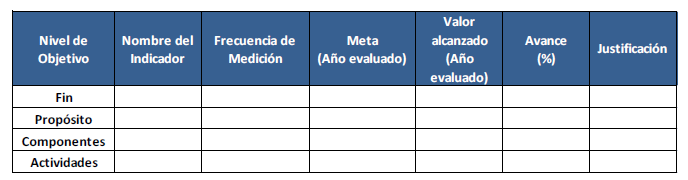 Nivel de Objetivo
Nombre del Indicador
Frecuencia de Medición
Meta (Año evaluado)
Valor alcanzado (Año evaluado)
Avance (%)
Justificación
Fin
Propósito
Componentes
Actividades